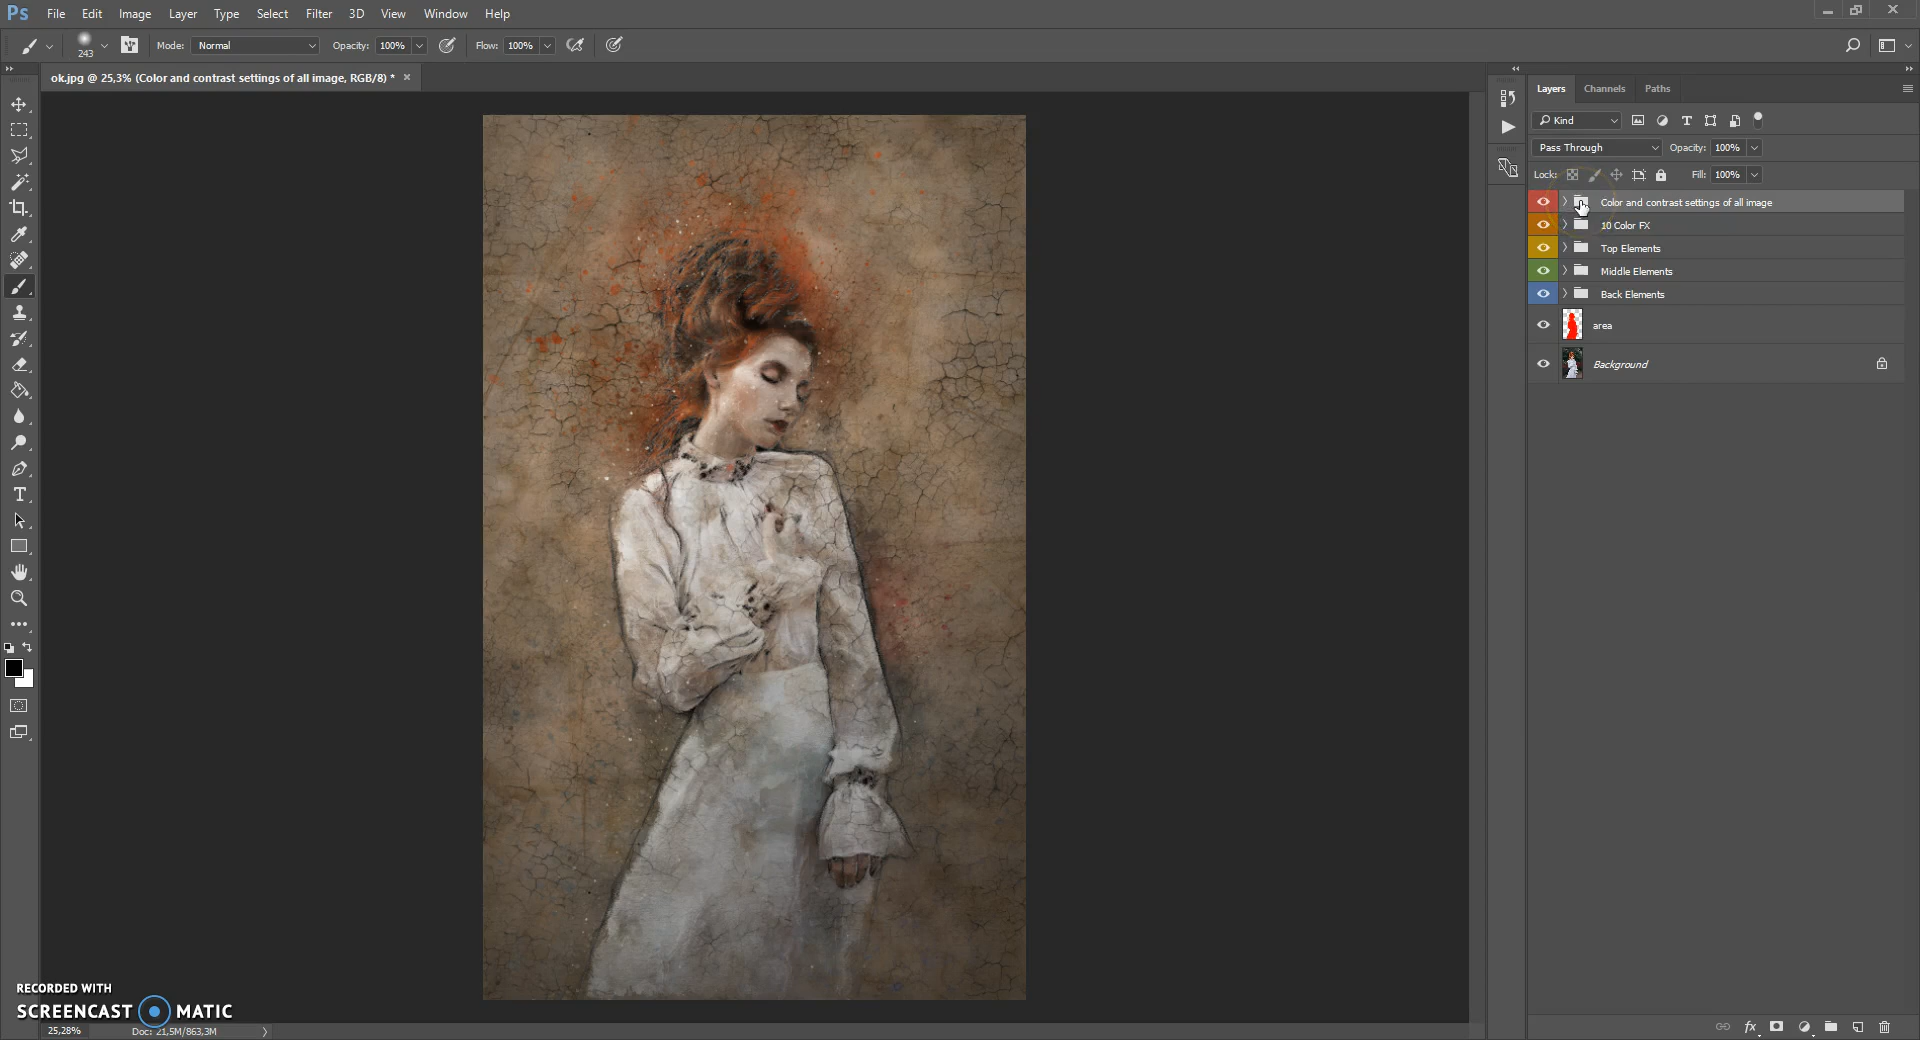 Ps File Edit Image Layer Type Select Filter 3D View Window Help
243 Mode: Normal Opacity: 100% Flow: 100%
ok.jpg @ 25,3% (Color and contrast settings of all image, RGB/8) *
Layers Channels Paths
Kind
Pass Through Opacity: 100%
Lock: Fill: 100%
Color and contrast settings of all image
10 Color FX
Top Elements
Middle Elements
Back Elements
area
Background
RECORDED WITH
SCREENCAST MATIC
25,28% Doc: 21,5M/863,3M
fx